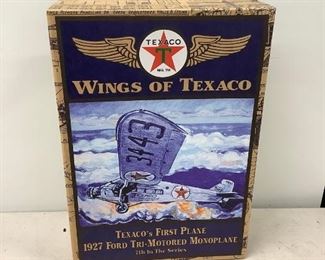 TEXACO
T
WINGS OF TEXACO
3443
TEXACO'S FIRST PLANE
1927 FORD TRI-MOTORED MONOPLANE
7th In The Series